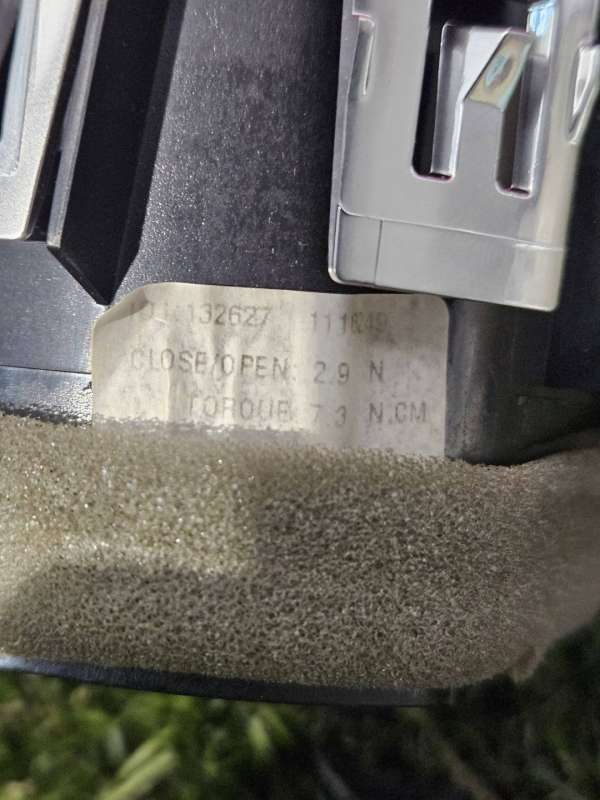 132627
CLOSE/OPEN: 2.9 N
TORQUE: 7.3 N.CM